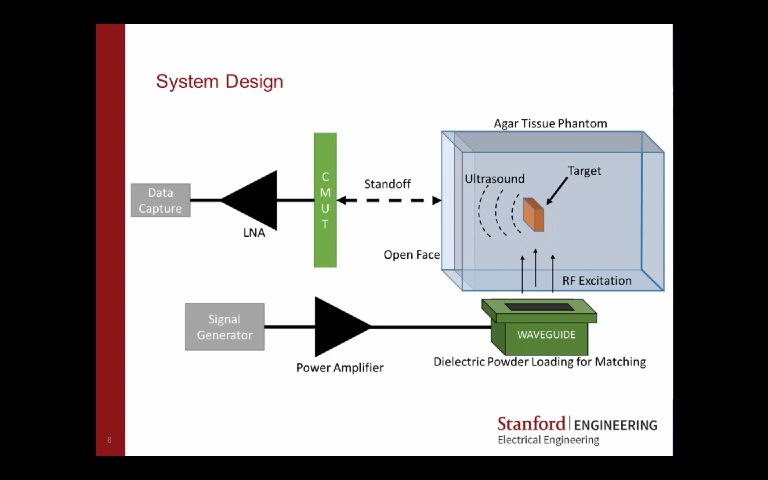 System Design
Agar Tissue Phantom
Ultrasound
Target
Data
Capture
LNA
C
M
U
T
Standoff
Open Face
RF Excitation
Signal
Generator
Power Amplifier
WAVEGUIDE
Dielectric Powder Loading for Matching
6
Stanford ENGINEERING
Electrical Engineering